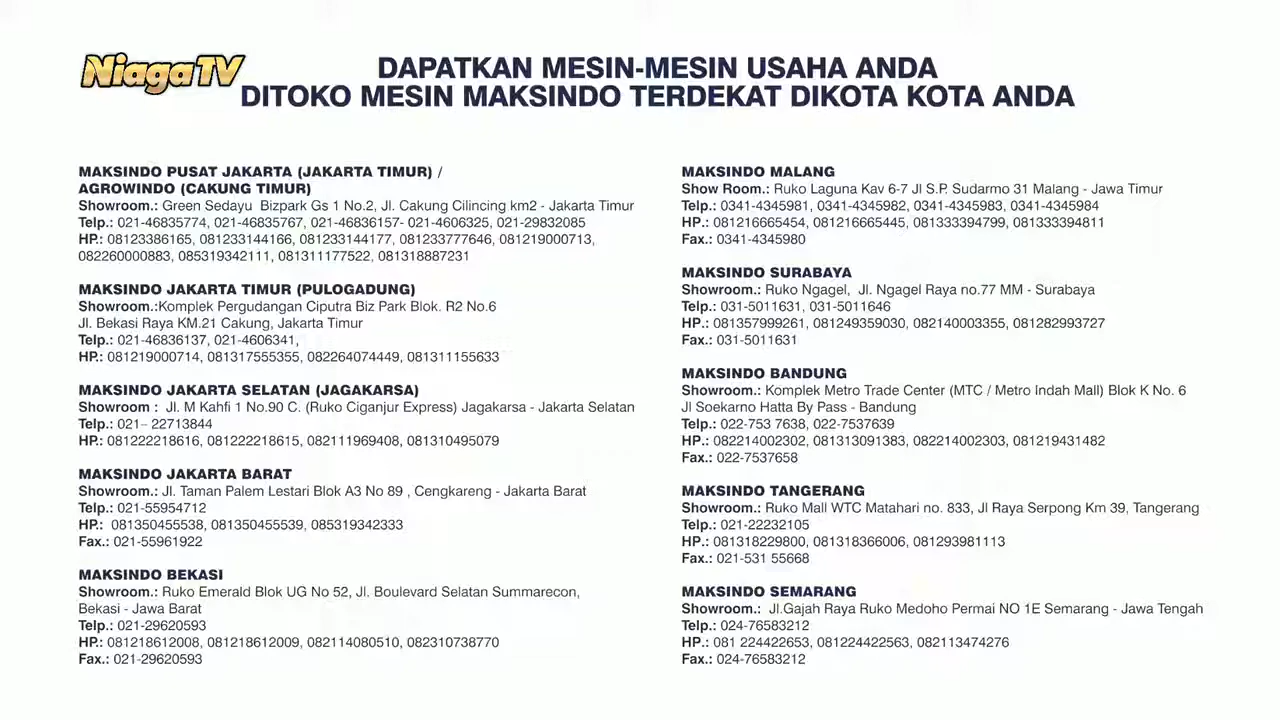 NiagaTV
DAPATKAN MESIN-MESIN USAHA ANDA
DITOKO MESIN MAKSINDO TERDEKAT DIKOTA KOTA ANDA
MAKSINDO PUSAT JAKARTA (JAKARTA TIMUR) /
AGROWINDO (CAKUNG TIMUR)
Showroom.: Green Sedayu Bizpark Gs 1 No.2, Jl. Cakung Cilincing km2 - Jakarta Timur
Telp.: 021-46835774, 021-46835767, 021-46836157- 021-4606325, 021-29832085
HP.: 08123386165, 081233144166, 081233144177, 081233777646, 081219000713,
082260000883, 085319342111, 081311177522, 081318887231
MAKSINDO JAKARTA TIMUR (PULOGADUNG)
Showroom.:Komplek Pergudangan Ciputra Biz Park Blok. R2 No.6
Jl. Bekasi Raya KM.21 Cakung, Jakarta Timur
Telp.: 021-46836137, 021-4606341,
HP.: 081219000714, 081317555355, 082264074449, 081311155633
MAKSINDO JAKARTA SELATAN (JAGAKARSA)
Showroom : Jl. M Kahfi 1 No.90 C. (Ruko Ciganjur Express) Jagakarsa - Jakarta Selatan
Telp.: 021– 22713844
HP.: 081222218616, 081222218615, 082111969408, 081310495079
MAKSINDO JAKARTA BARAT
Showroom.: Jl. Taman Palem Lestari Blok A3 No 89 , Cengkareng - Jakarta Barat
Telp.: 021-55954712
HP.: 081350455538, 081350455539, 085319342333
Fax.: 021-55961922
MAKSINDO BEKASI
Showroom.: Ruko Emerald Blok UG No 52, Jl. Boulevard Selatan Summarecon,
Bekasi - Jawa Barat
Telp.: 021-29620593
HP.: 081218612008, 081218612009, 082114080510, 082310738770
Fax.: 021-29620593
MAKSINDO MALANG
Show Room.: Ruko Laguna Kav 6-7 Jl S.P. Sudarmo 31 Malang - Jawa Timur
Telp.: 0341-4345981, 0341-4345982, 0341-4345983, 0341-4345984
HP.: 081216665454, 081216665445, 081333394799, 081333394811
Fax.: 0341-4345980
MAKSINDO SURABAYA
Showroom.: Ruko Ngagel, Jl. Ngagel Raya no.77 MM - Surabaya
Telp.: 031-5011631, 031-5011646
HP.: 081357999261, 081249359030, 082140003355, 081282993727
Fax.: 031-5011631
MAKSINDO BANDUNG
Showroom.: Komplek Metro Trade Center (MTC / Metro Indah Mall) Blok K No. 6
Jl Soekarno Hatta By Pass - Bandung
Telp.: 022-753 7638, 022-7537639
HP.: 082214002302, 081313091383, 082214002303, 081219431482
Fax.: 022-7537658
MAKSINDO TANGERANG
Showroom.: Ruko Mall WTC Matahari no. 833, Jl Raya Serpong Km 39, Tangerang
Telp.: 021-22232105
HP.: 081318229800, 081318366006, 081293981113
Fax.: 021-531 55668
MAKSINDO SEMARANG
Showroom.: Jl.Gajah Raya Ruko Medoho Permai NO 1E Semarang - Jawa Tengah
Telp.: 024-76583212
HP.: 081 224422653, 081224422563, 082113474276
Fax.: 024-76583212